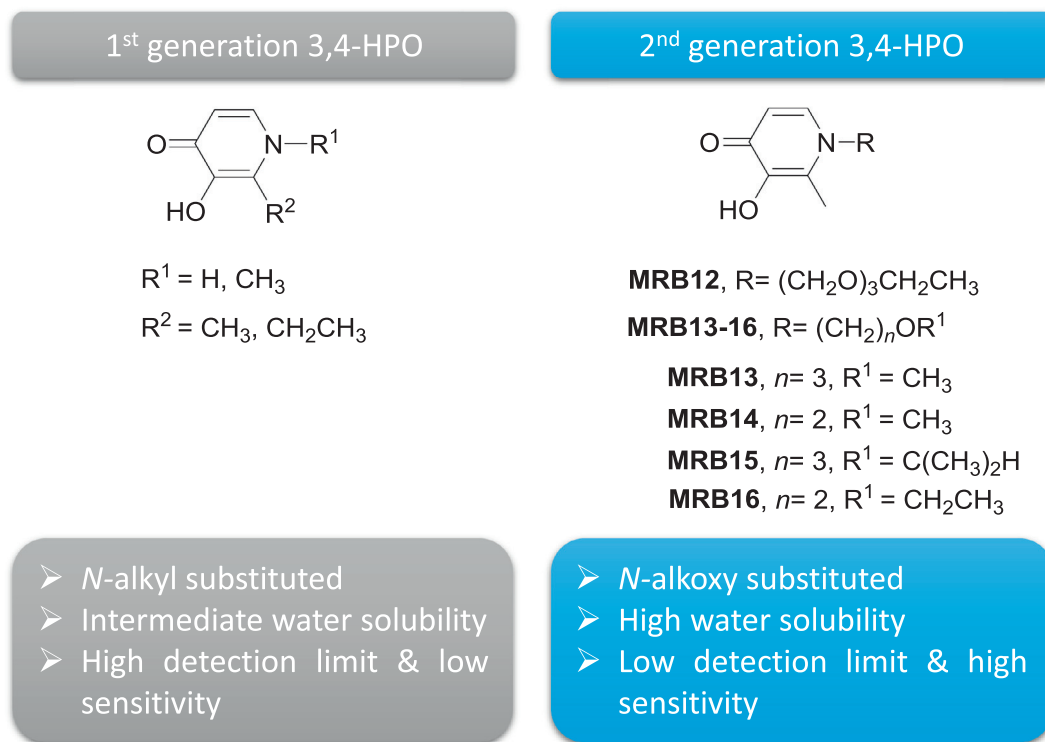 1st generation 3,4-HPO
O
N
R1
HO
R2
R1 = H, CH3
R2 = CH3, CH2CH3
➢ N-alkyl substituted
➢ Intermediate water solubility
➢ High detection limit & low
sensitivity
2nd generation 3,4-HPO
O
N
R
HO
MRB12, R= (CH2O)3CH2CH3
MRB13-16, R= (CH2)nOR1
MRB13, n= 3, R1 = CH3
MRB14, n= 2, R1 = CH3
MRB15, n= 3, R1 = C(CH3)2H
MRB16, n= 2, R1 = CH2CH3
➢ N-alkoxy substituted
➢ High water solubility
➢ Low detection limit & high
sensitivity